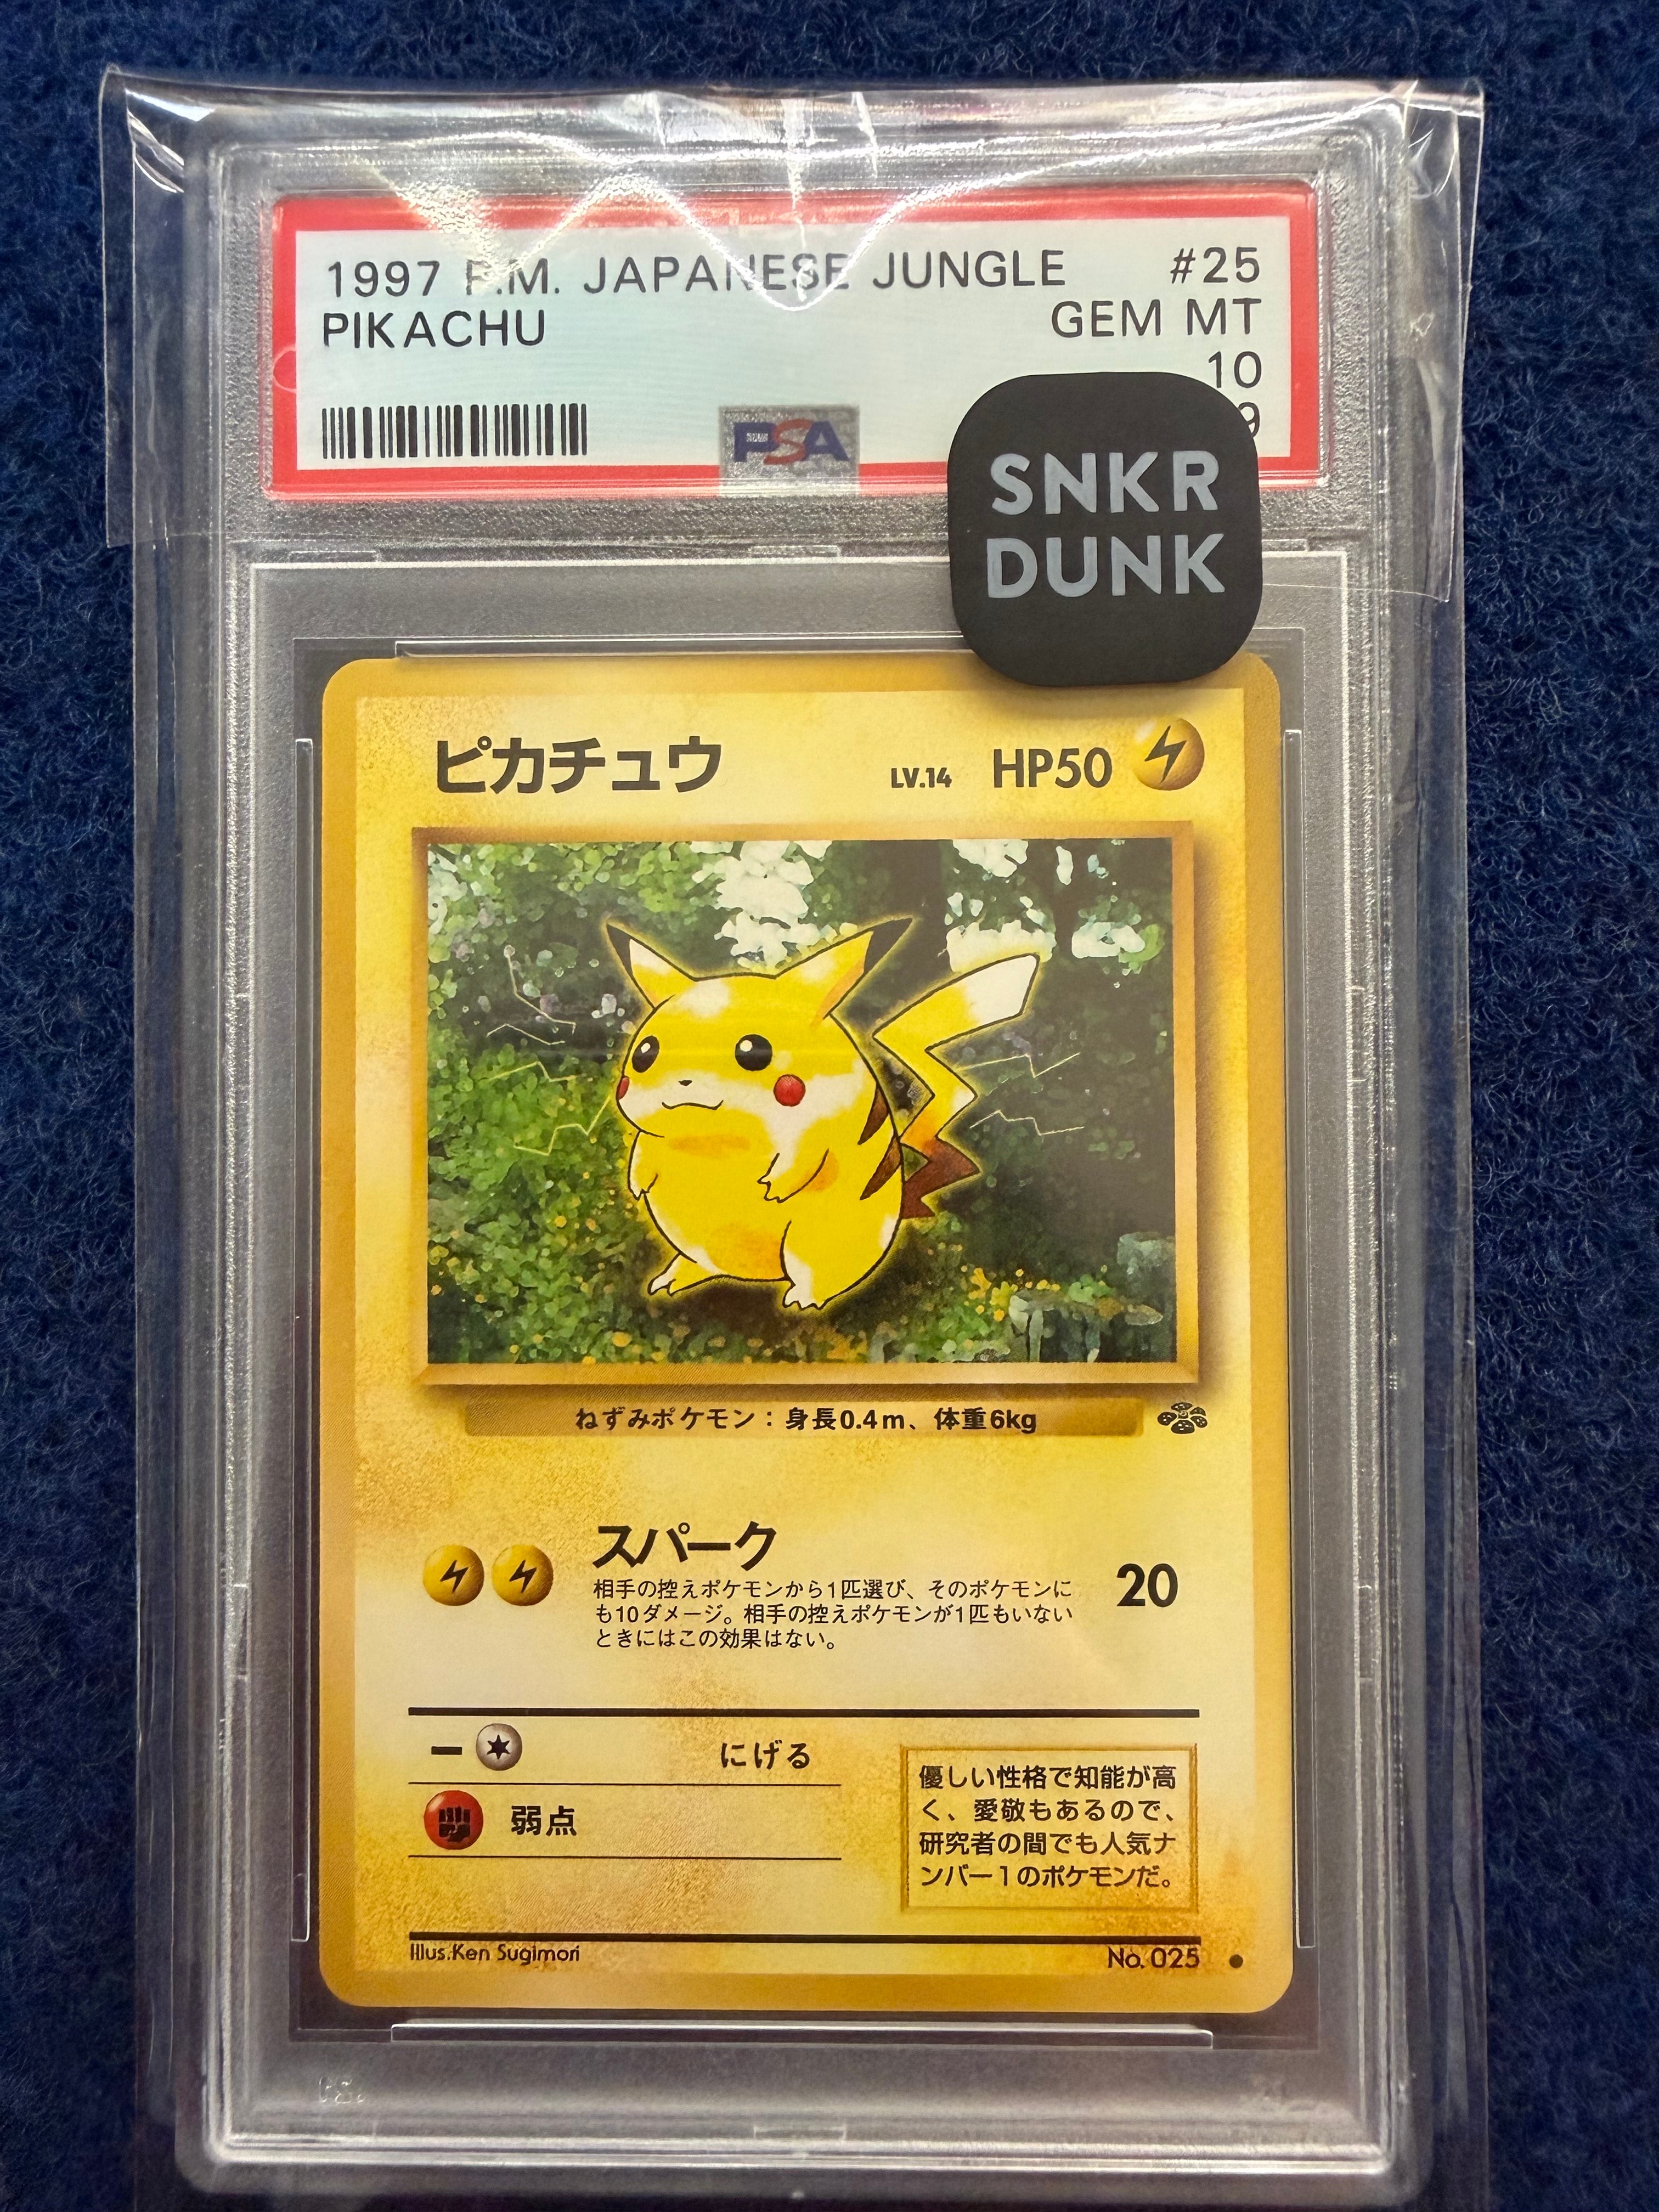 1997 P.M. JAPANESE JUNGLE #25
PIKACHU GEM MT
10
9
PSA
SNKR
DUNK
ピカチュウ LV.14 HP50
ねずみポケモン：身長0.4m、体重6kg
スパーク 20
相手の控えポケモンから1匹選び、そのポケモンに
も10ダメージ。相手の控えポケモンが1匹もいない
ときにはこの効果はない。
ー にげる
弱点
優しい性格で知能が高
く、愛敬もあるので、
研究者の間でも人気ナ
ンバー1のポケモンだ。
Illus.Ken Sugimori No. 025